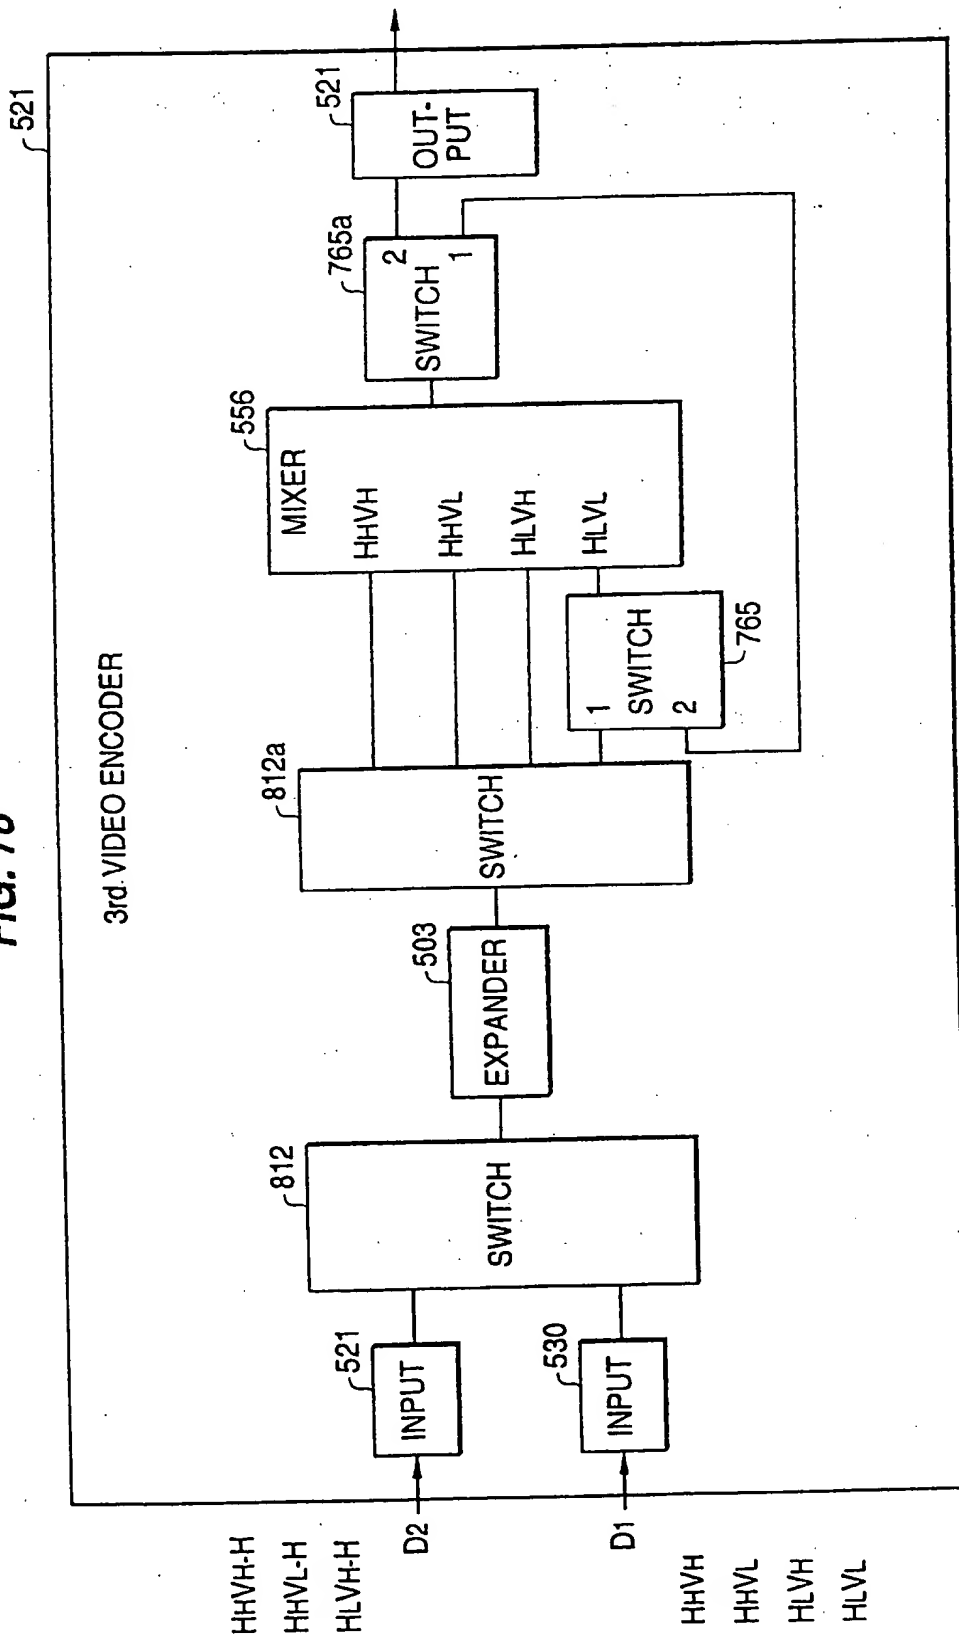 FIG. 78
3rd. VIDEO ENCODER
521
HHVH-H
HHVL-H
HLVH-H
D2
D1
HHVH
HHVL
HLVH
HLVL
521
INPUT
530
INPUT
812
SWITCH
503
EXPANDER
812a
SWITCH
1
SWITCH
2
765
556
MIXER
HHVH
HHVL
HLVH
HLVL
765a
SWITCH
2
1
521
OUT-
PUT